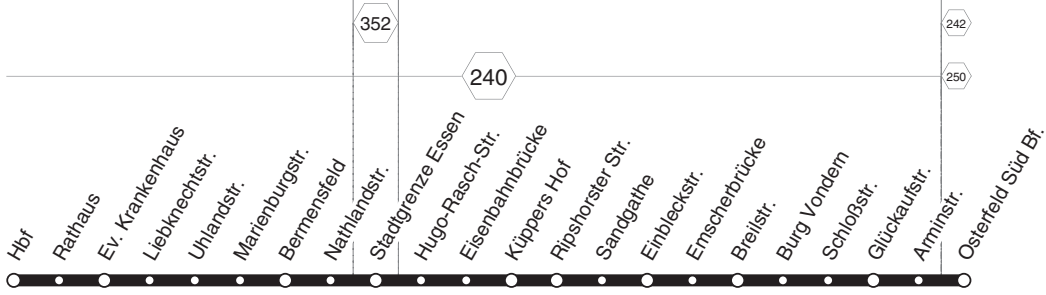 352
242
240
250
Hbf
Rathaus
Ev. Krankenhaus
Liebknechtstr.
Uhlandstr.
Marienburgstr.
Bermensfeld
Nathlandstr.
Stadtgrenze Essen
Hugo-Rasch-Str.
Eisenbahnbrücke
Küppers Hof
Ripshorster Str.
Sandgathe
Einbleckstr.
Emscherbrücke
Breilstr.
Burg Vondern
Schloßstr.
Glückaufstr.
Arminstr.
Osterfeld Süd Bf.